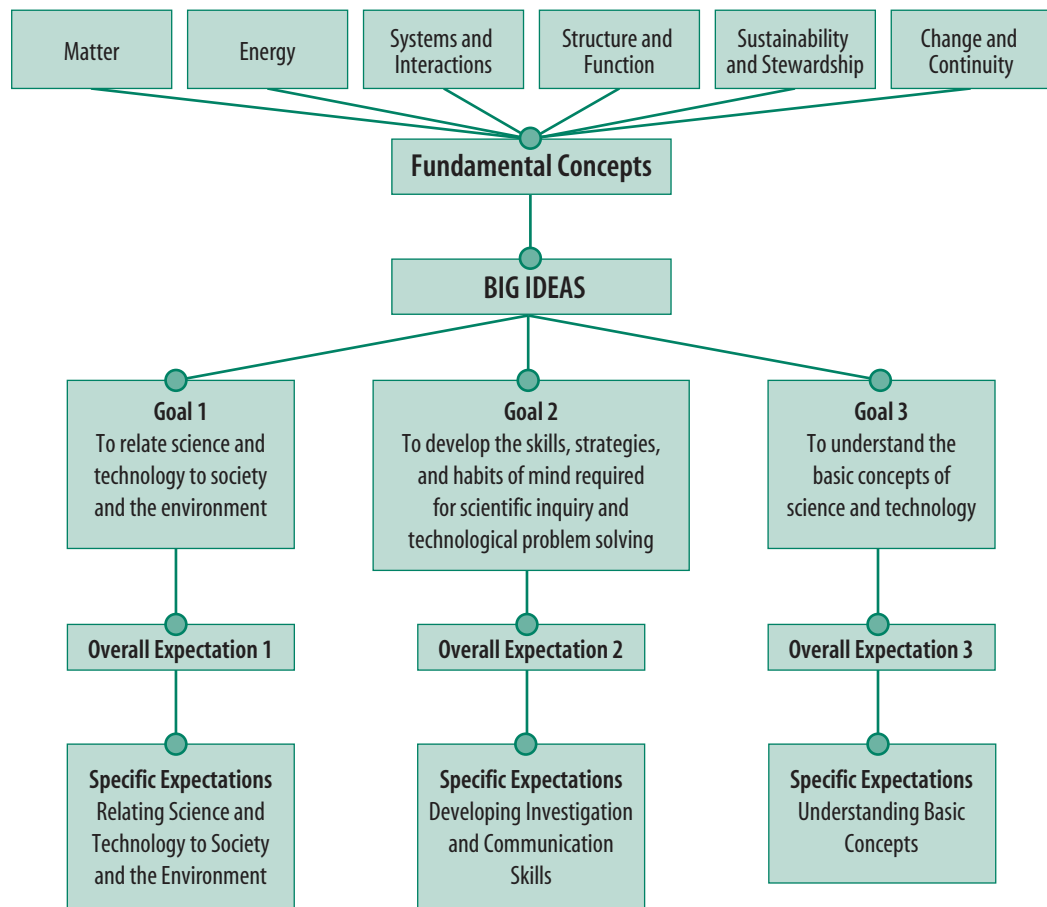 Matter
Energy
Systems and
Interactions
Structure and
Function
Sustainability
and Stewardship
Change and
Continuity
Fundamental Concepts
BIG IDEAS
Goal 1
To relate science and
technology to society
and the environment
Goal 2
To develop the skills, strategies,
and habits of mind required
for scientific inquiry and
technological problem solving
Goal 3
To understand the
basic concepts of
science and technology
Overall Expectation 1
Overall Expectation 2
Overall Expectation 3
Specific Expectations
Relating Science and
Technology to Society
and the Environment
Specific Expectations
Developing Investigation
and Communication
Skills
Specific Expectations
Understanding Basic
Concepts